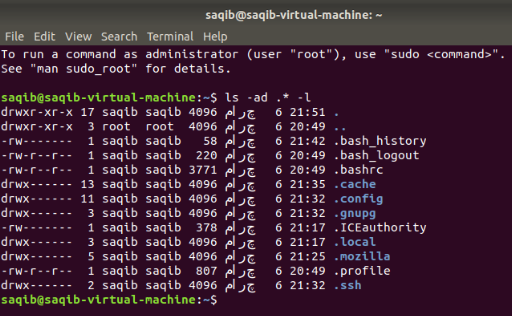 saqib@saqib-virtual-machine: ~
File Edit View Search Terminal Help
To run a command as administrator (user "root"), use "sudo <command>".
See "man sudo_root" for details.
saqib@saqib-virtual-machine:~$ ls -ad .* -l
drwxr-xr-x 17 saqib saqib 4096 مارچ  6 21:51 .
drwxr-xr-x  3 root  root  4096 مارچ  6 20:49 ..
-rw-------  1 saqib saqib   58 مارچ  6 21:42 .bash_history
-rw-r--r--  1 saqib saqib  220 مارچ  6 20:49 .bash_logout
-rw-r--r--  1 saqib saqib 3771 مارچ  6 20:49 .bashrc
drwx------ 13 saqib saqib 4096 مارچ  6 21:35 .cache
drwx------ 11 saqib saqib 4096 مارچ  6 21:32 .config
drwx------  3 saqib saqib 4096 مارچ  6 21:32 .gnupg
-rw-------  1 saqib saqib  378 مارچ  6 21:17 .ICEauthority
drwx------  3 saqib saqib 4096 مارچ  6 21:17 .local
drwx------  5 saqib saqib 4096 مارچ  6 21:25 .mozilla
-rw-r--r--  1 saqib saqib  807 مارچ  6 20:49 .profile
drwx------  2 saqib saqib 4096 مارچ  6 21:32 .ssh
saqib@saqib-virtual-machine:~$